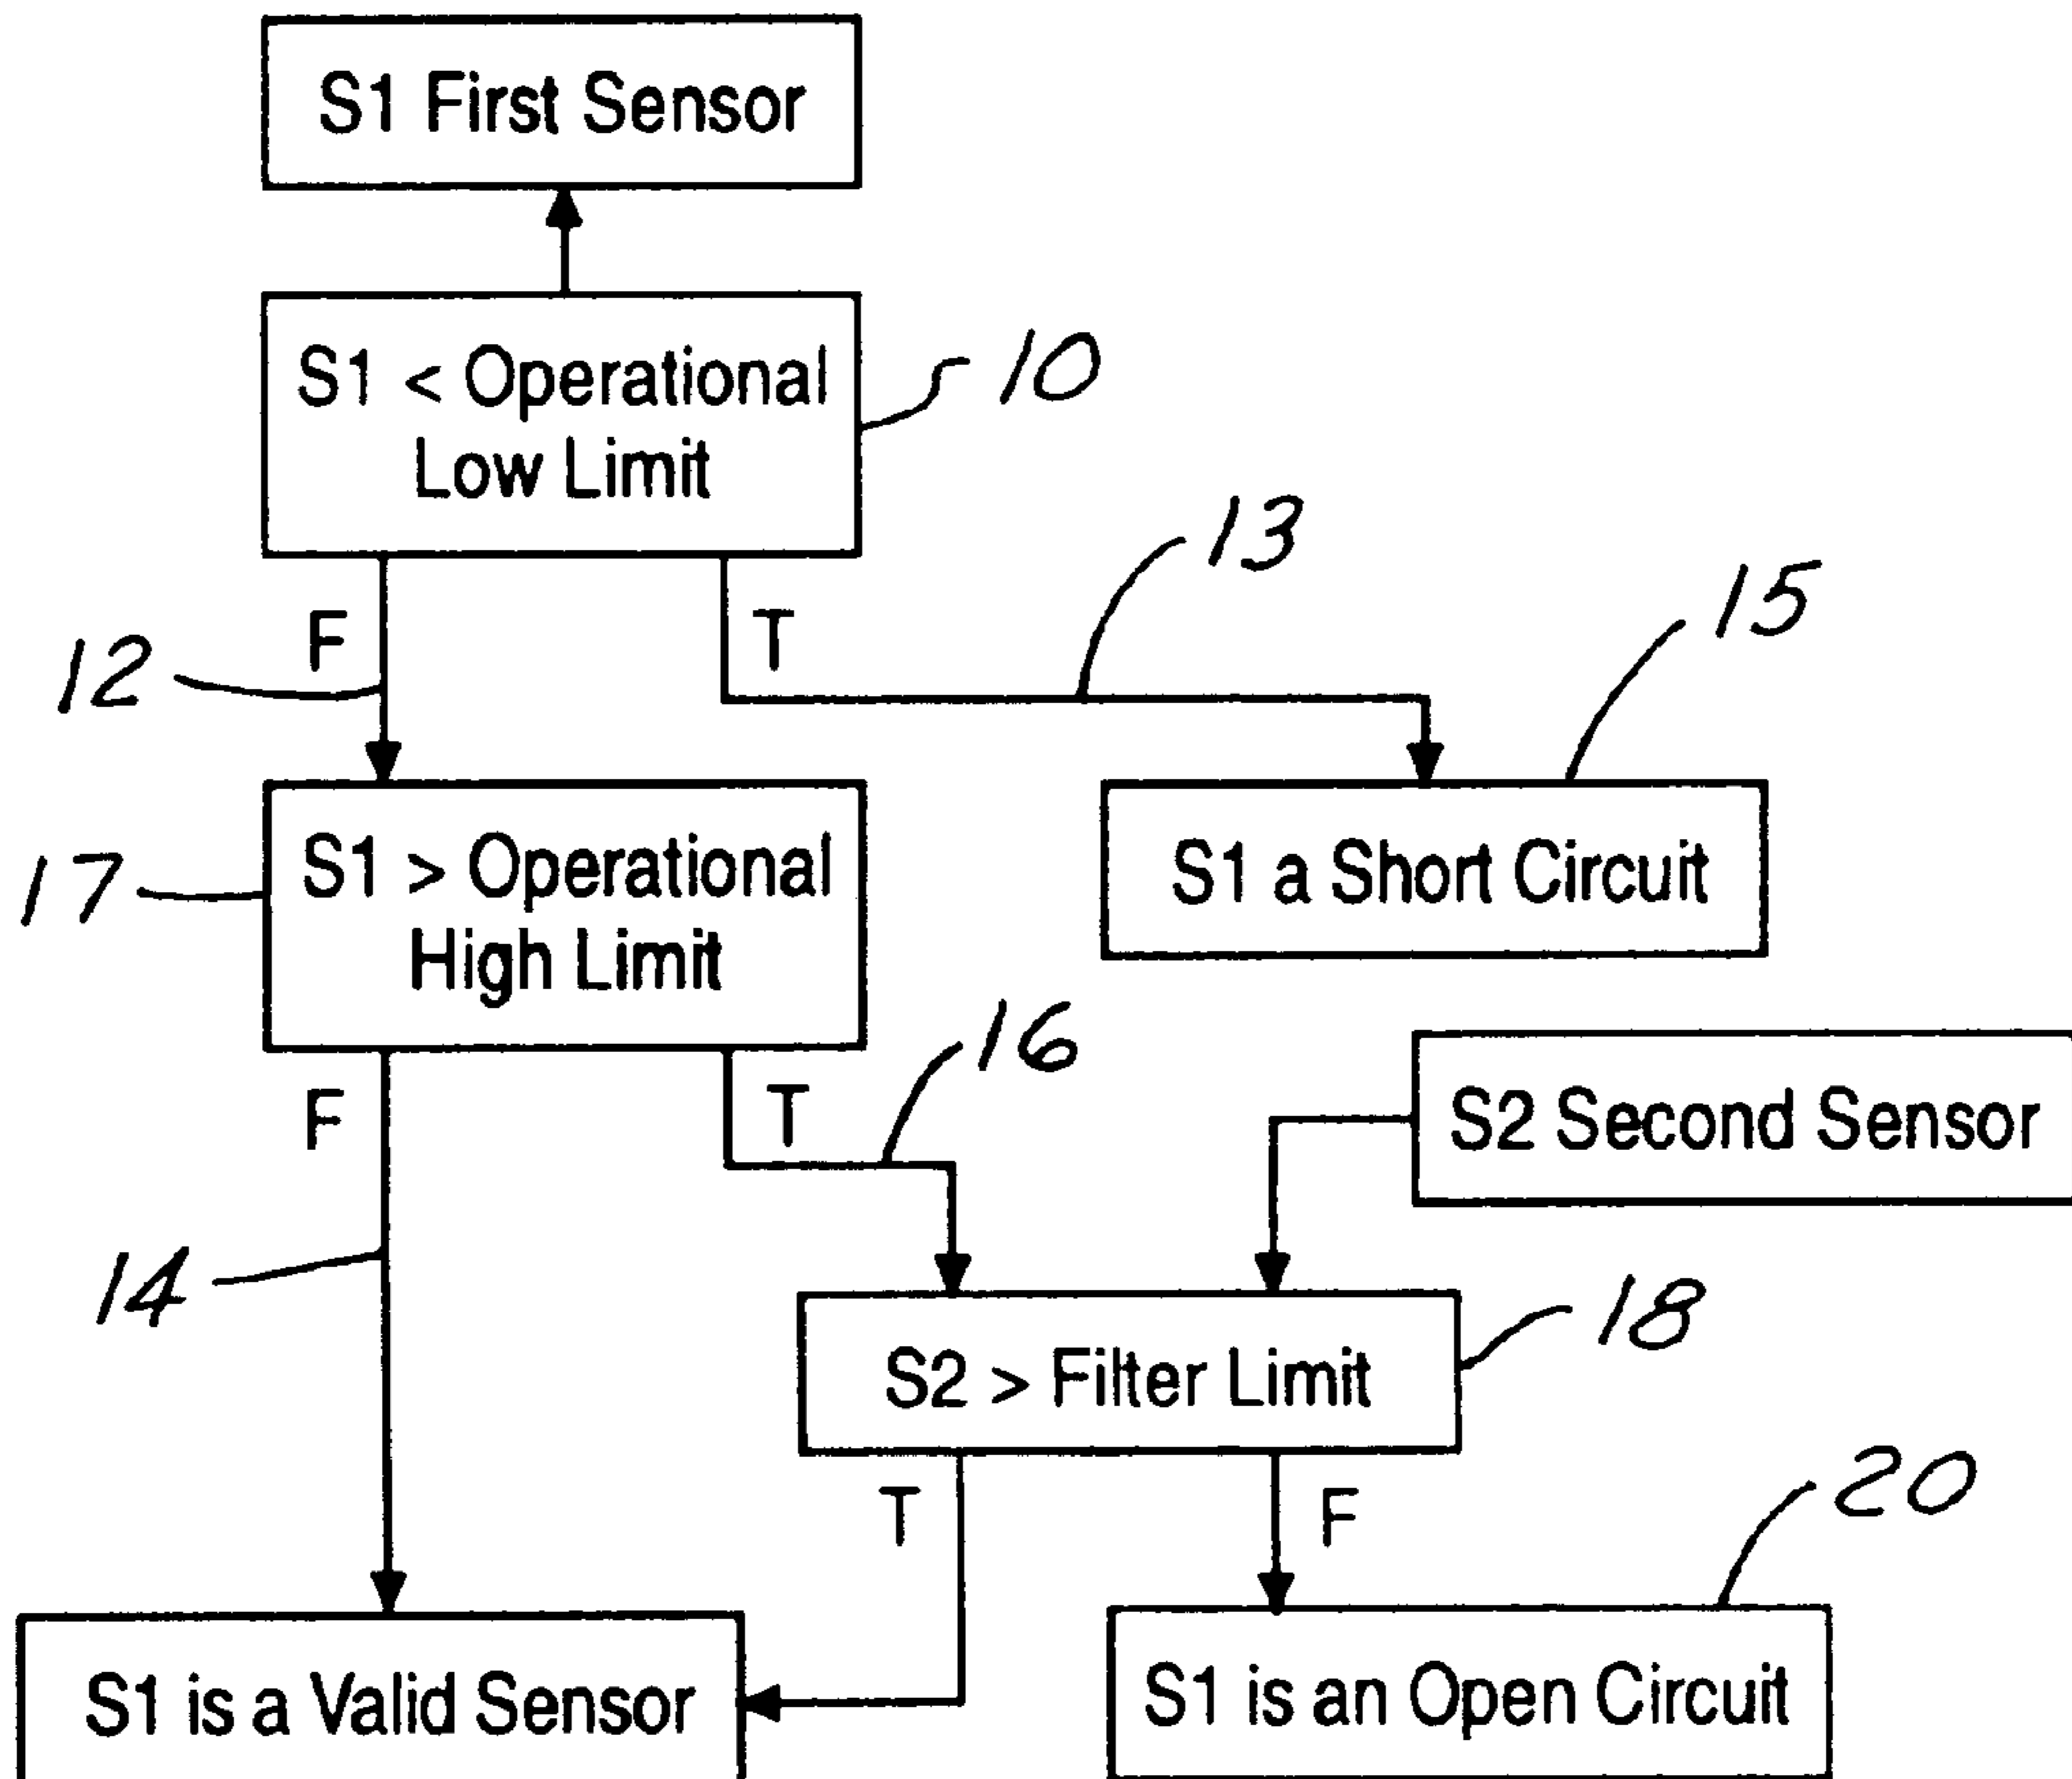 S1 First Sensor
S1 < Operational
Low Limit
10
13
F
T
15
12
S1 > Operational
High Limit
S1 a Short Circuit
17
16
F
T
S2 Second Sensor
14
18
S2 > Filter Limit
T
F
20
S1 is a Valid Sensor
S1 is an Open Circuit